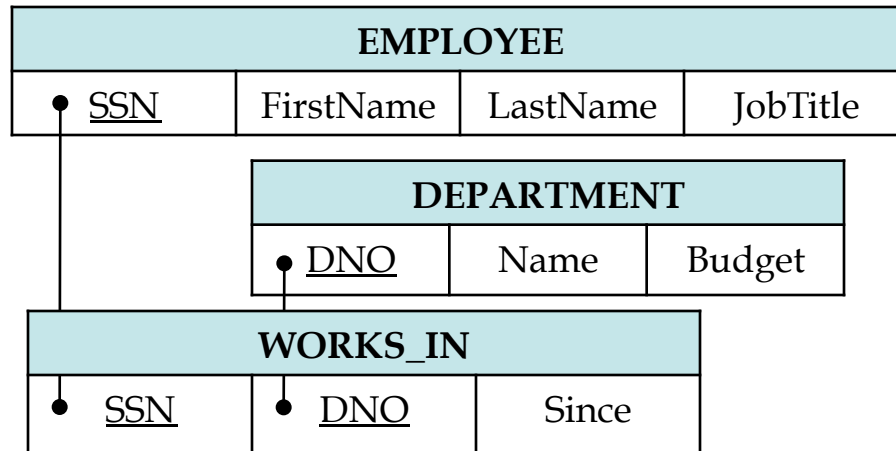 EMPLOYEE
SSN FirstName LastName JobTitle
DEPARTMENT
DNO Name Budget
WORKS_IN
SSN DNO Since